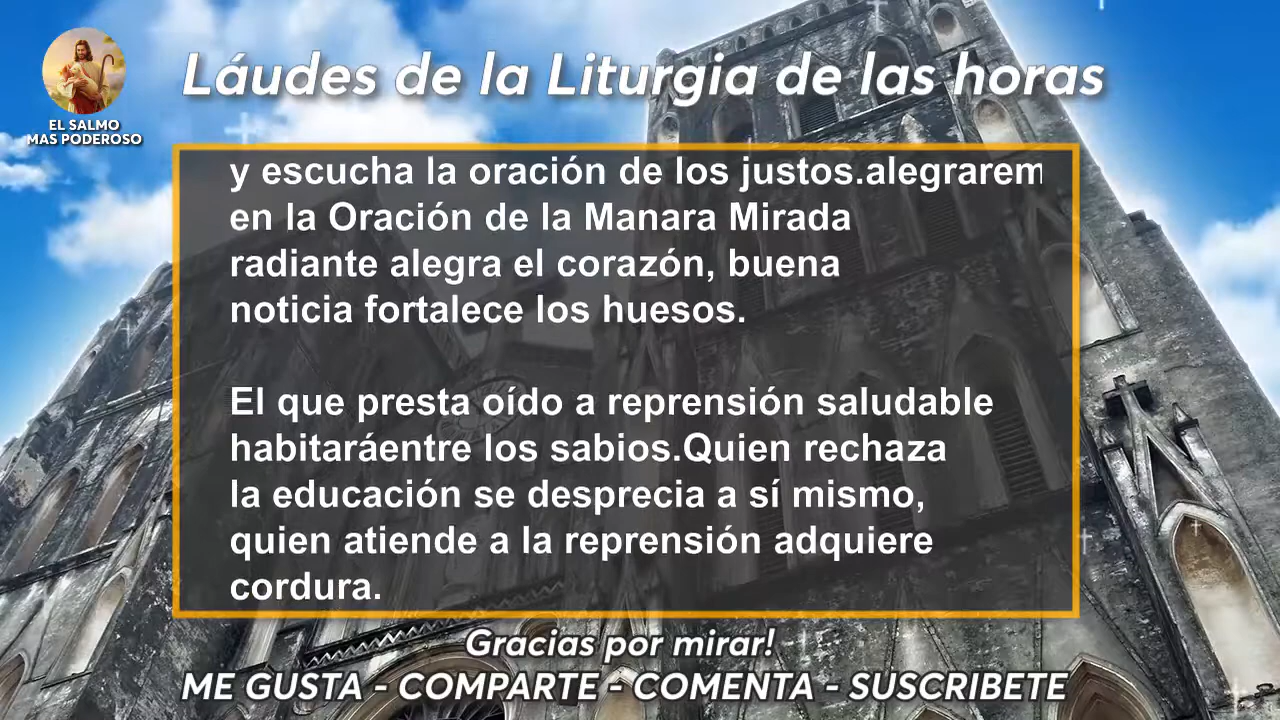 Láudes de la Liturgia de las horas
EL SALMO
MAS PODEROSO
y escucha la oración de los justos.alegrarem
en la Oración de la Manara Mirada
radiante alegra el corazón, buena
noticia fortalece los huesos.
El que presta oído a reprensión saludable
habitaráentre los sabios.Quien rechaza
la educación se desprecia a sí mismo,
quien atiende a la reprensión adquiere
cordura.
Gracias por mirar!
ME GUSTA - COMPARTE - COMENTA - SUSCRIBETE